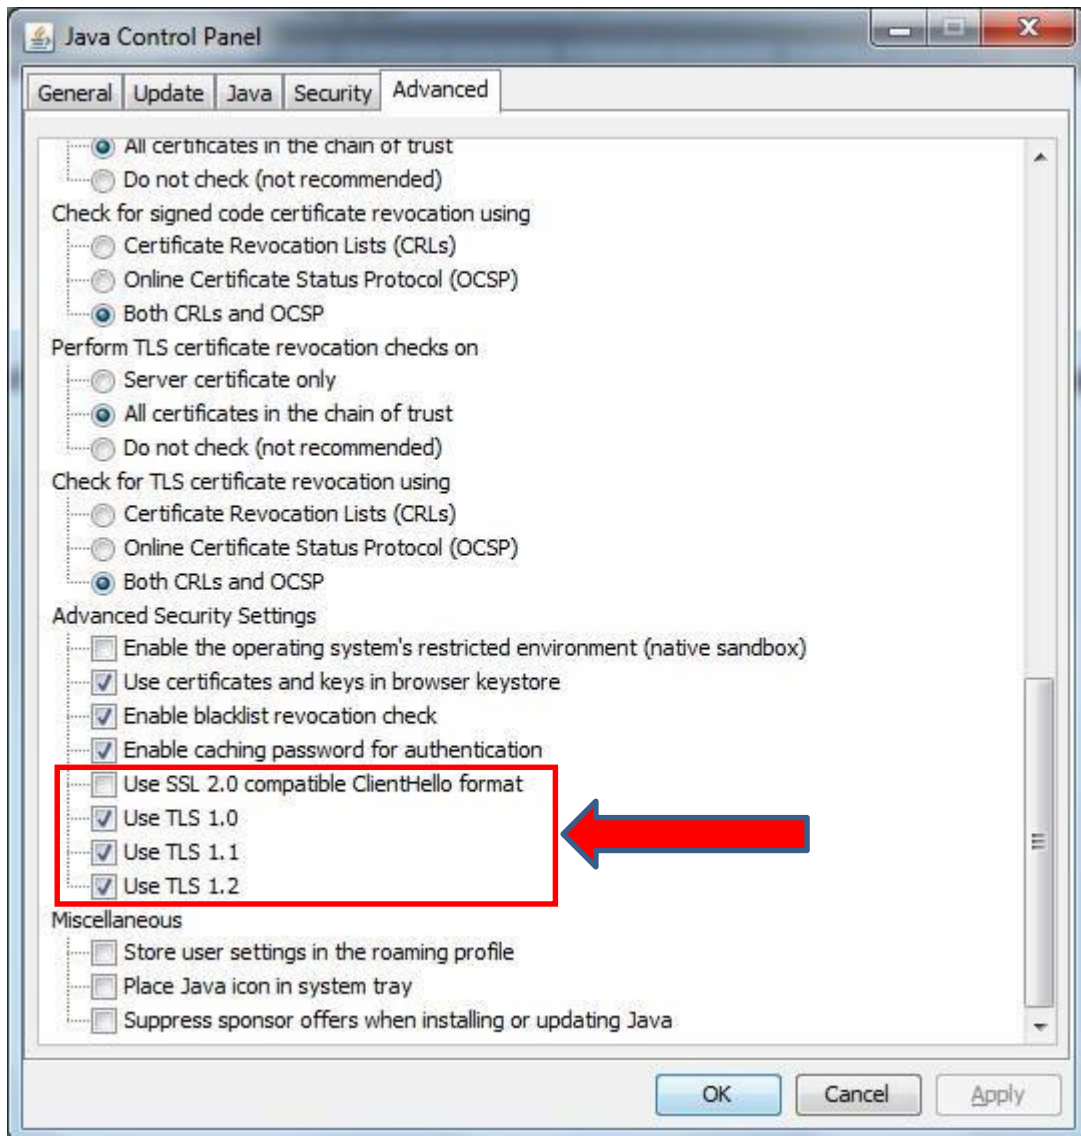 Java Control Panel
General Update Java Security Advanced
All certificates in the chain of trust
Do not check (not recommended)
Check for signed code certificate revocation using
Certificate Revocation Lists (CRLs)
Online Certificate Status Protocol (OCSP)
Both CRLs and OCSP
Perform TLS certificate revocation checks on
Server certificate only
All certificates in the chain of trust
Do not check (not recommended)
Check for TLS certificate revocation using
Certificate Revocation Lists (CRLs)
Online Certificate Status Protocol (OCSP)
Both CRLs and OCSP
Advanced Security Settings
Enable the operating system's restricted environment (native sandbox)
Use certificates and keys in browser keystore
Enable blacklist revocation check
Enable caching password for authentication
Use SSL 2.0 compatible ClientHello format
Use TLS 1.0
Use TLS 1.1
Use TLS 1.2
Miscellaneous
Store user settings in the roaming profile
Place Java icon in system tray
Suppress sponsor offers when installing or updating Java
OK Cancel Apply